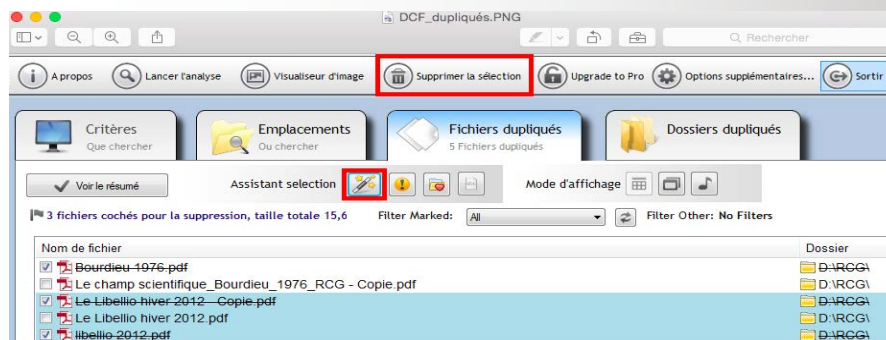 DCF_dupliqués.PNG
Rechercher
A propos Lancer l'analyse Visualiseur d'image Supprimer la sélection Upgrade to Pro Options supplémentaires... Sortir
Critères Emplacements Fichiers dupliqués Dossiers dupliqués
Que chercher Ou chercher 5 Fichiers dupliqués
Voir le résumé Assistant selection Mode d'affichage
3 fichiers cochés pour la suppression, taille totale 15,6 Filter Marked: All Filter Other: No Filters
Nom de fichier Dossier
Bourdieu 1976.pdf D:\RCG\
Le champ scientifique_Bourdieu_1976_RCG - Copie.pdf D:\RCG\
Le Libellio hiver 2012 - Copie.pdf D:\RCG\
Le Libellio hiver 2012.pdf D:\RCG\
libellio 2012.pdf D:\RCG\